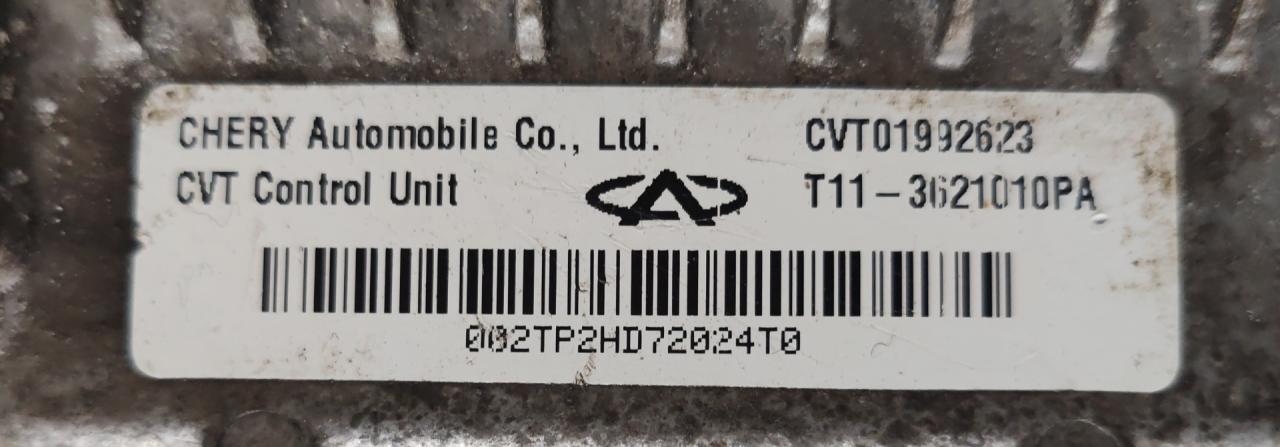 CHERY Automobile Co., Ltd. CVT01992623
CVT Control Unit T11-3621010PA
002TP2HD72024T0